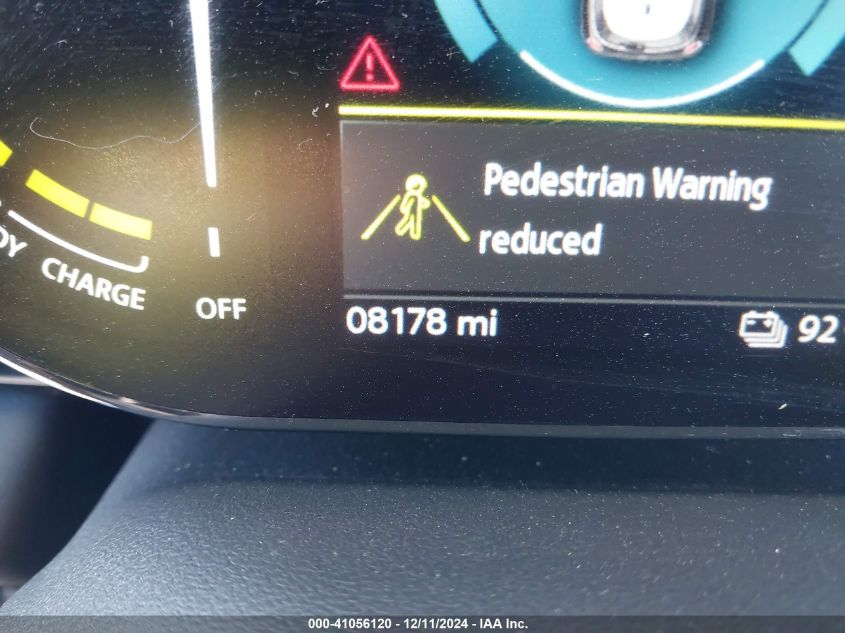 Pedestrian Warning
reduced
CHARGE
OFF
08178 mi
92
000-41056120 - 12/11/2024 - IAA Inc.